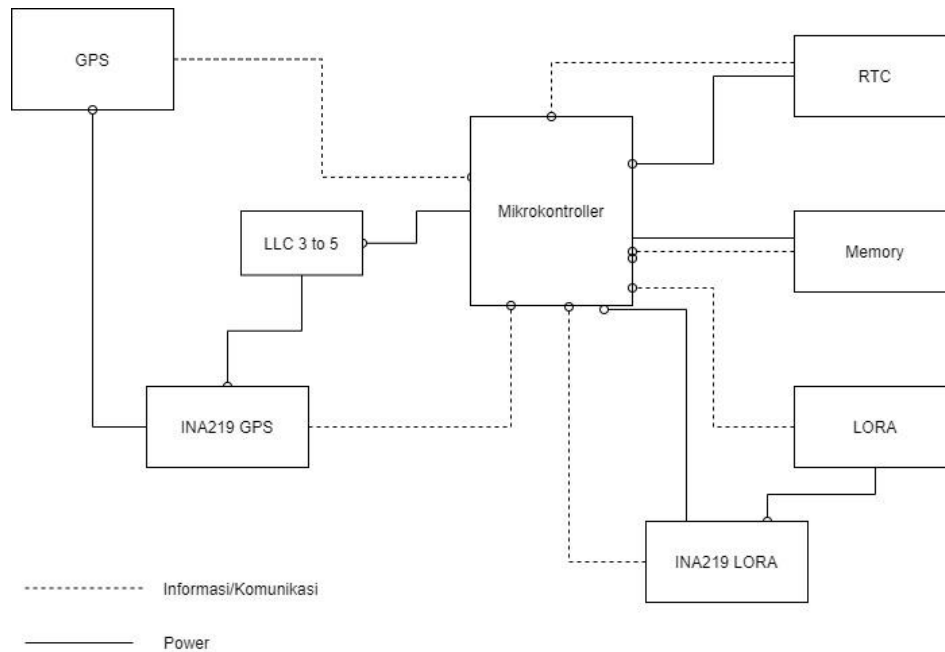 GPS
RTC
Mikrokontroller
LLC 3 to 5
Memory
INA219 GPS
LORA
INA219 LORA
Informasi/Komunikasi
Power